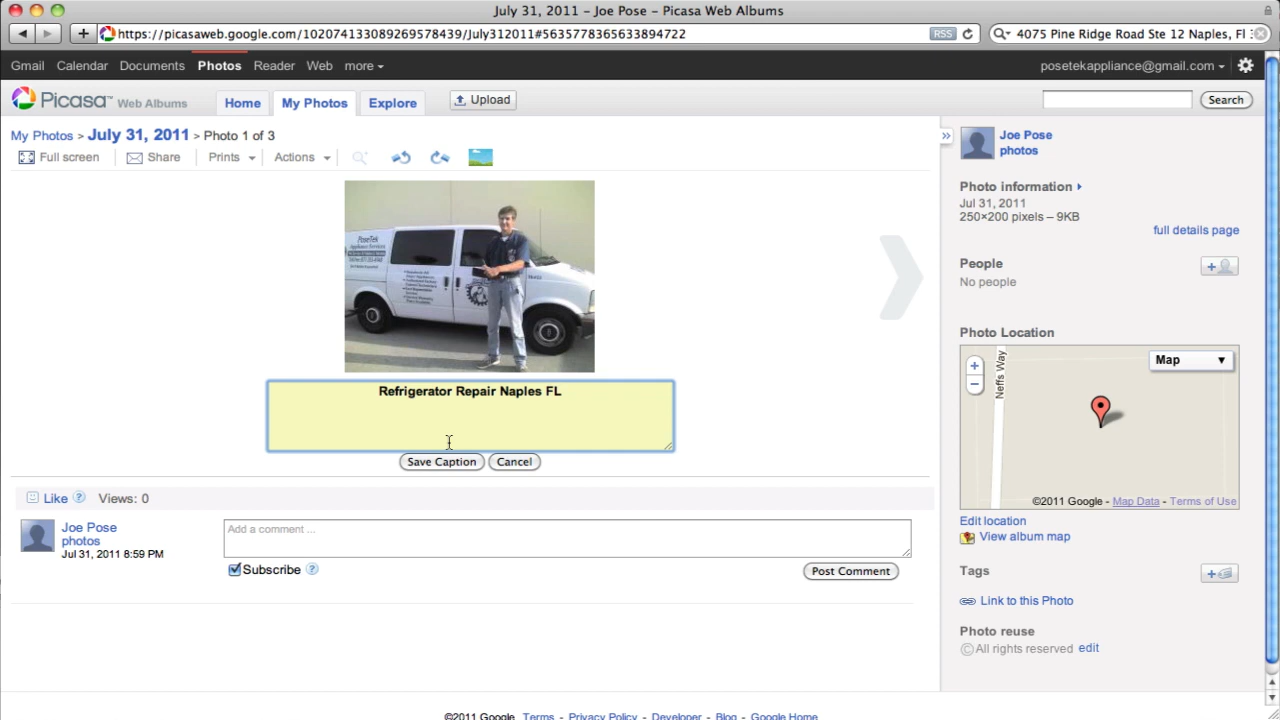 July 31, 2011 – Joe Pose – Picasa Web Albums
https://picasaweb.google.com/102074133089269578439/July312011#5635778365633894722
RSS
4075 Pine Ridge Road Ste 12 Naples, Fl
Gmail Calendar Documents Photos Reader Web more
posetekappliance@gmail.com
Picasa™ Web Albums
Home
My Photos
Explore
Upload
Search
My Photos > July 31, 2011 > Photo 1 of 3
Full screen
Share
Prints
Actions
PoseTek
Appliance Services
Refrigerator Repair Naples FL
Save Caption
Cancel
Like ? Views: 0
Joe Pose
photos
Jul 31, 2011 8:59 PM
Add a comment ...
Subscribe ?
Post Comment
»
Joe Pose
photos
Photo information
Jul 31, 2011
250×200 pixels – 9KB
full details page
People
No people
Photo Location
Neffs Way
Map
©2011 Google - Map Data - Terms of Use
Edit location
View album map
Tags
Link to this Photo
Photo reuse
© All rights reserved edit
©2011 Google Terms - Privacy Policy - Developer - Blog - Google Home